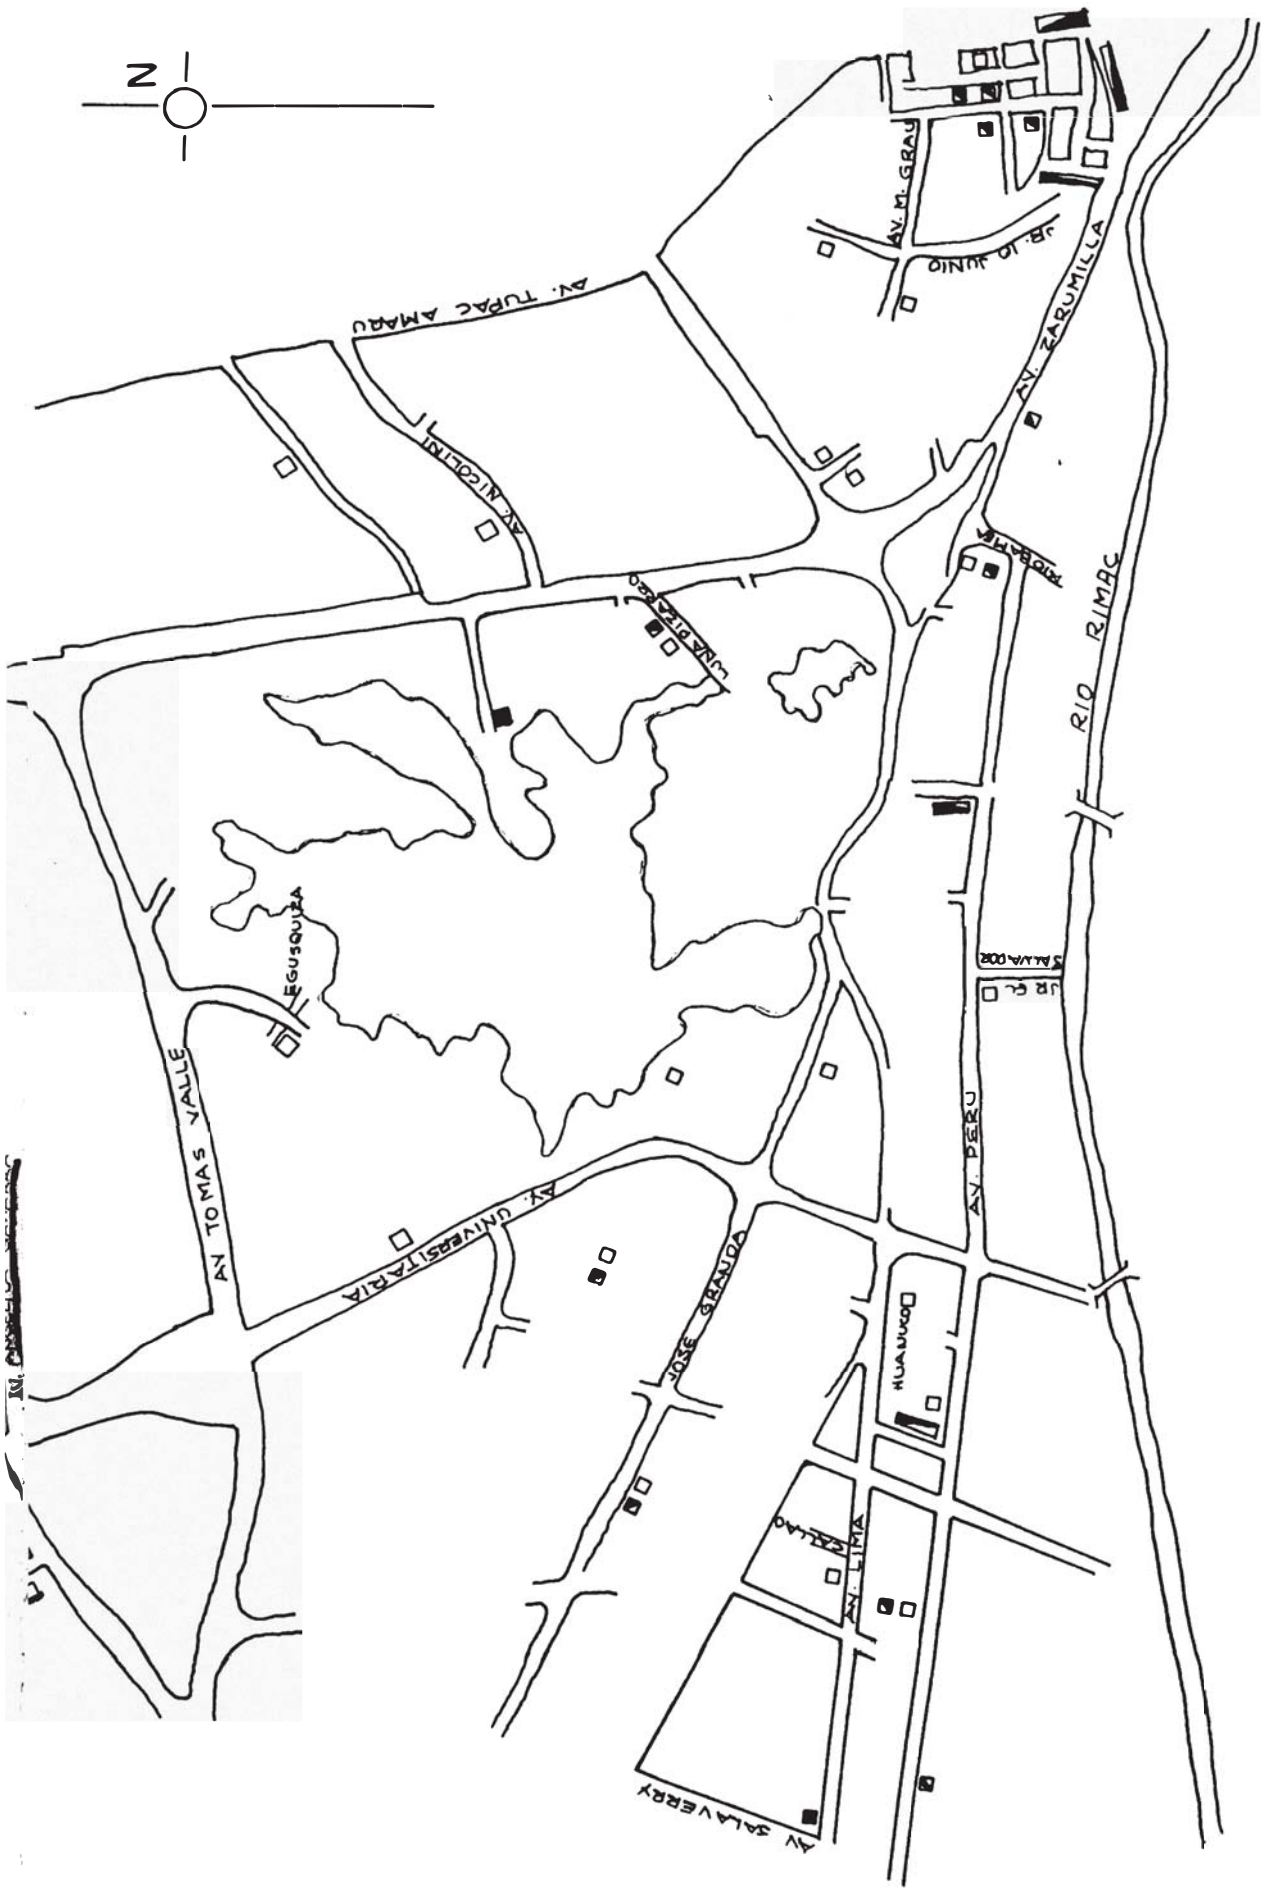 N
AV. M. GRAU
JR. 10 JUNIO
AV. ZARUMILLA
AV. TUPAC AMARU
AV. NICOLINI
RIOBAMBA
LUNA PIZARRO
RIO RIMAC
EGUSQUIZA
JR EL
SALVADOR
AV TOMAS VALLE
AV. PERU
AV. UNIVERSITARIA
JOSE GRANDA
HUANUCO
CALLAO
AV. LIMA
AV SALAVERRY